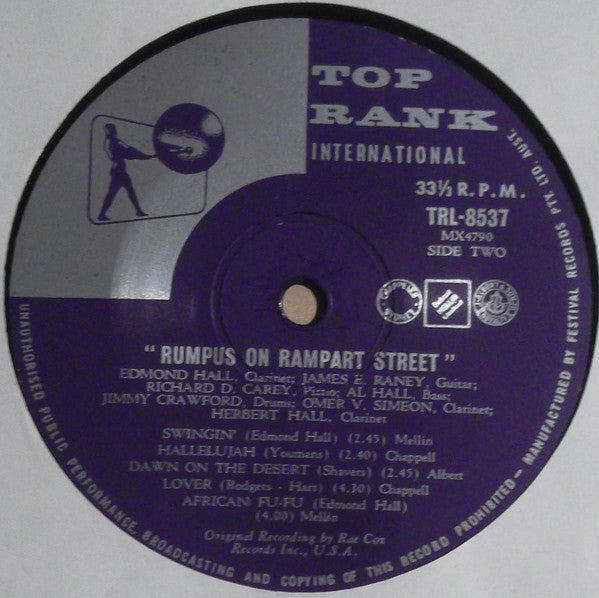 TOP
RANK
INTERNATIONAL
33⅓ R.P.M.
TRL-8537
MX4790
SIDE TWO
"RUMPUS ON RAMPART STREET"
EDMOND HALL, Clarinet; JAMES E. RANEY, Guitar;
RICHARD D. CAREY, Piano; AL HALL, Bass;
JIMMY CRAWFORD, Drums; OMER V. SIMEON, Clarinet;
HERBERT HALL, Clarinet
SWINGIN' (Edmond Hall) (2.45) Mellin
HALLELUJAH (Youmans) (2.40) Chappell
DAWN ON THE DESERT (Shavers) (2.45) Albert
LOVER (Rodgers - Hart) (4.30) Chappell
AFRICAN FU-FU (Edmond Hall)
(4.00) Mellin
Original Recording by Rae Cox
Records Inc., U.S.A.
UNAUTHORISED PUBLIC PERFORMANCE, BROADCASTING AND COPYING OF THIS RECORD PROHIBITED— MANUFACTURED BY FESTIVAL RECORDS PTY. LTD. AUST.